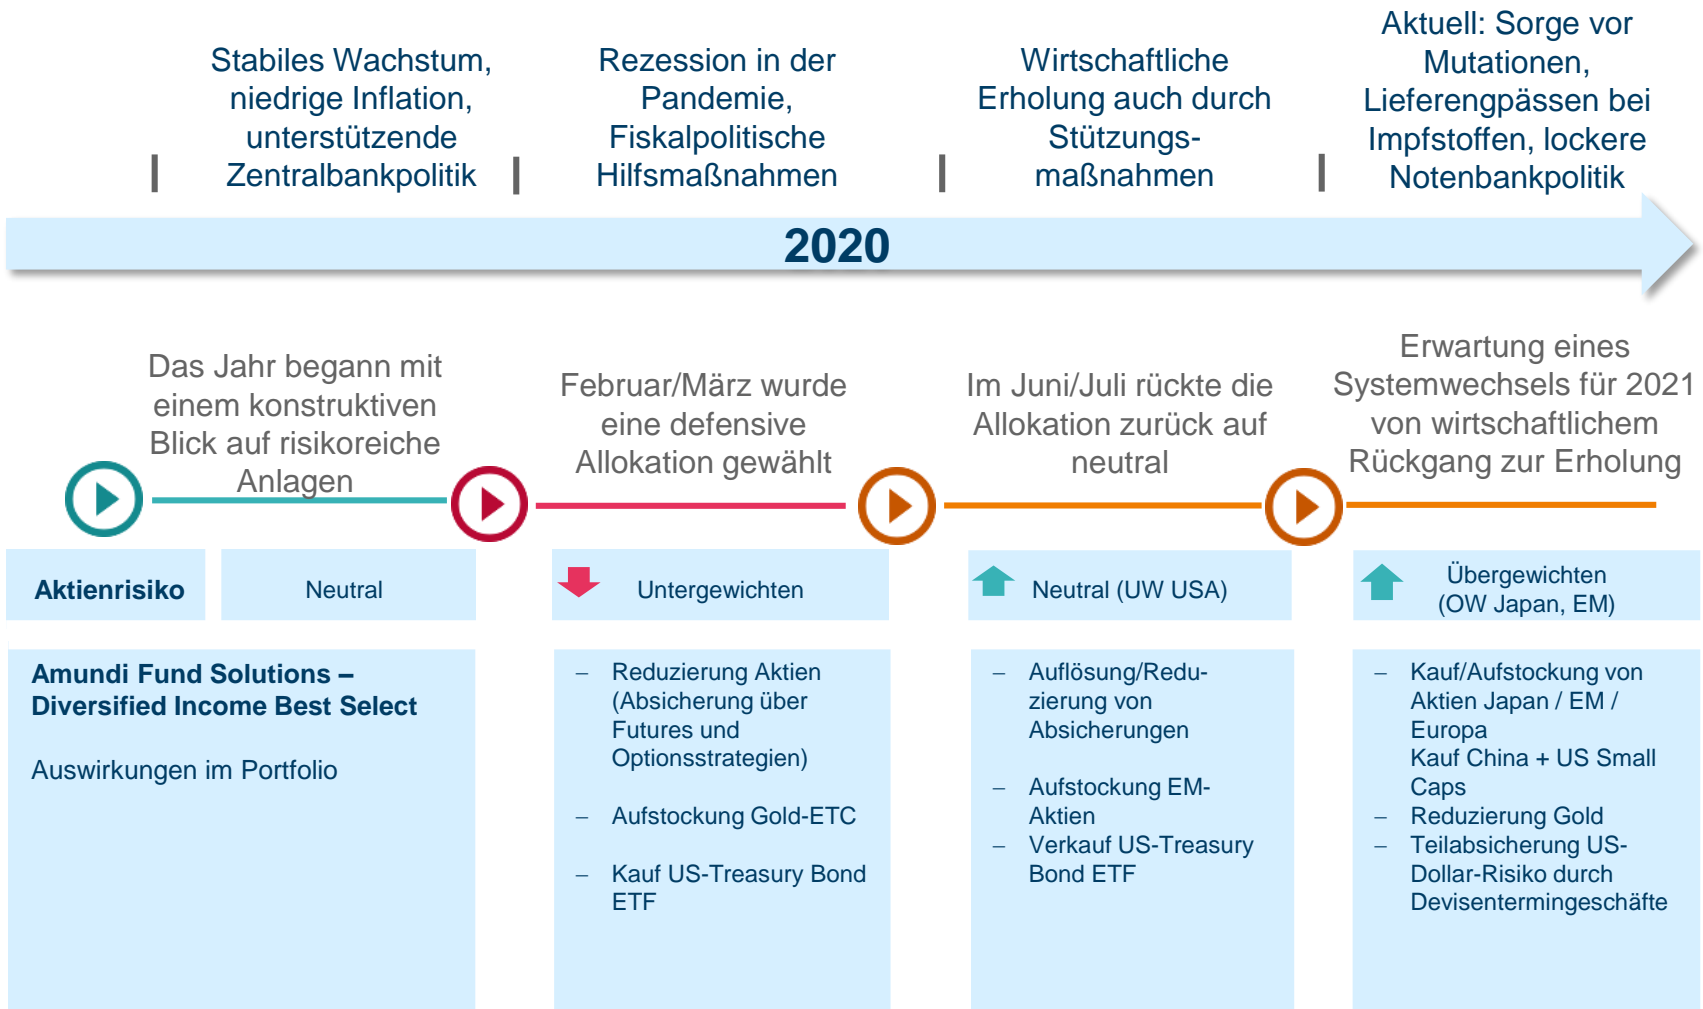 Stabiles Wachstum,
niedrige Inflation,
unterstützende
Zentralbankpolitik
Rezession in der
Pandemie,
Fiskalpolitische
Hilfsmaßnahmen
Wirtschaftliche
Erholung auch durch
Stützungs-
maßnahmen
Aktuell: Sorge vor
Mutationen,
Lieferengpässen bei
Impfstoffen, lockere
Notenbankpolitik
2020
Das Jahr begann mit
einem konstruktiven
Blick auf risikoreiche
Anlagen
Februar/März wurde
eine defensive
Allokation gewählt
Im Juni/Juli rückte die
Allokation zurück auf
neutral
Erwartung eines
Systemwechsels für 2021
von wirtschaftlichem
Rückgang zur Erholung
Aktienrisiko
Neutral
Untergewichten
Neutral (UW USA)
Übergewichten
(OW Japan, EM)
Amundi Fund Solutions –
Diversified Income Best Select
Auswirkungen im Portfolio
– Reduzierung Aktien
(Absicherung über
Futures und
Optionsstrategien)
– Aufstockung Gold-ETC
– Kauf US-Treasury Bond
ETF
– Auflösung/Redu-
zierung von
Absicherungen
– Aufstockung EM-
Aktien
– Verkauf US-Treasury
Bond ETF
– Kauf/Aufstockung von
Aktien Japan / EM /
Europa
Kauf China + US Small
Caps
– Reduzierung Gold
– Teilabsicherung US-
Dollar-Risiko durch
Devisentermingeschäfte